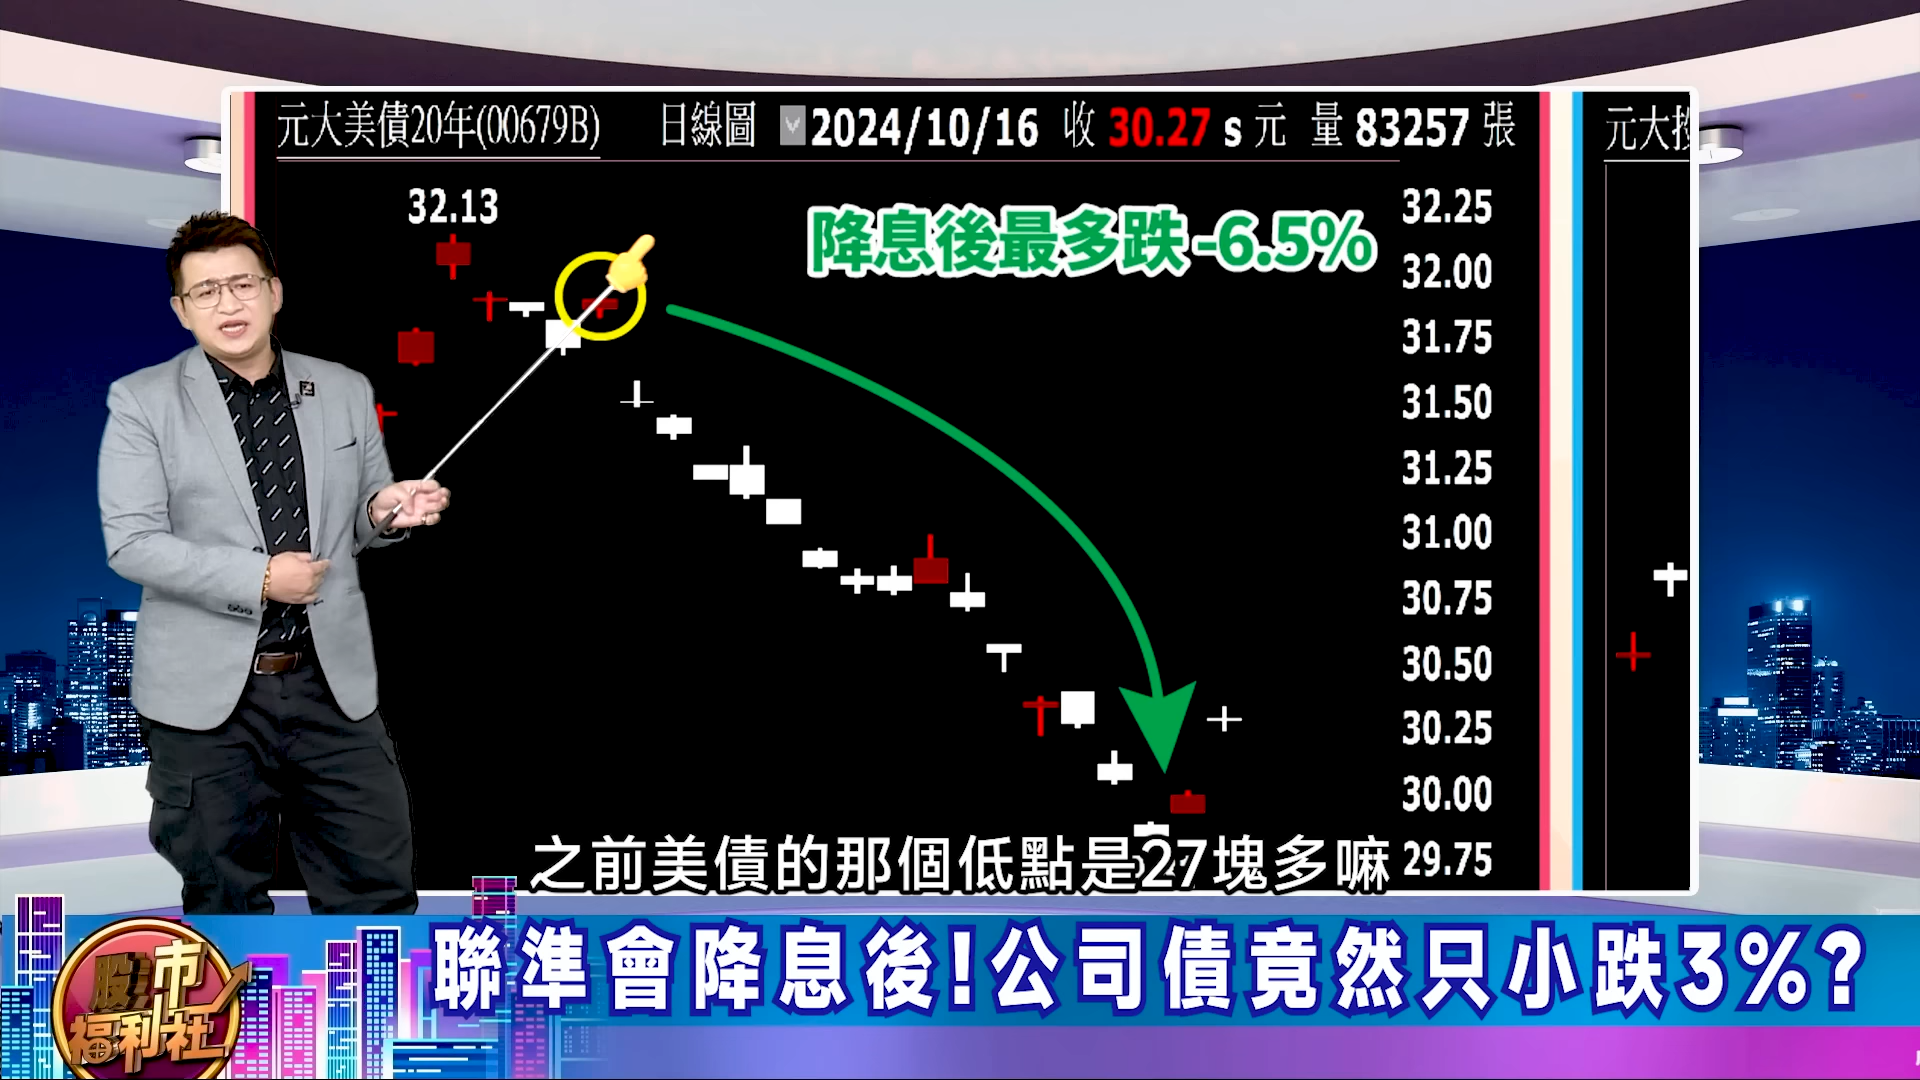 元大美債20年(00679B) 日線圖 2024/10/16 收 30.27 s 元 量 83257 張
元大投
32.13
降息後最多跌-6.5%
32.25
32.00
31.75
31.50
31.25
31.00
30.75
30.50
30.25
30.00
29.75
之前美債的那個低點是27塊多嘛
聯準會降息後!公司債竟然只小跌3%?
股市
福利社